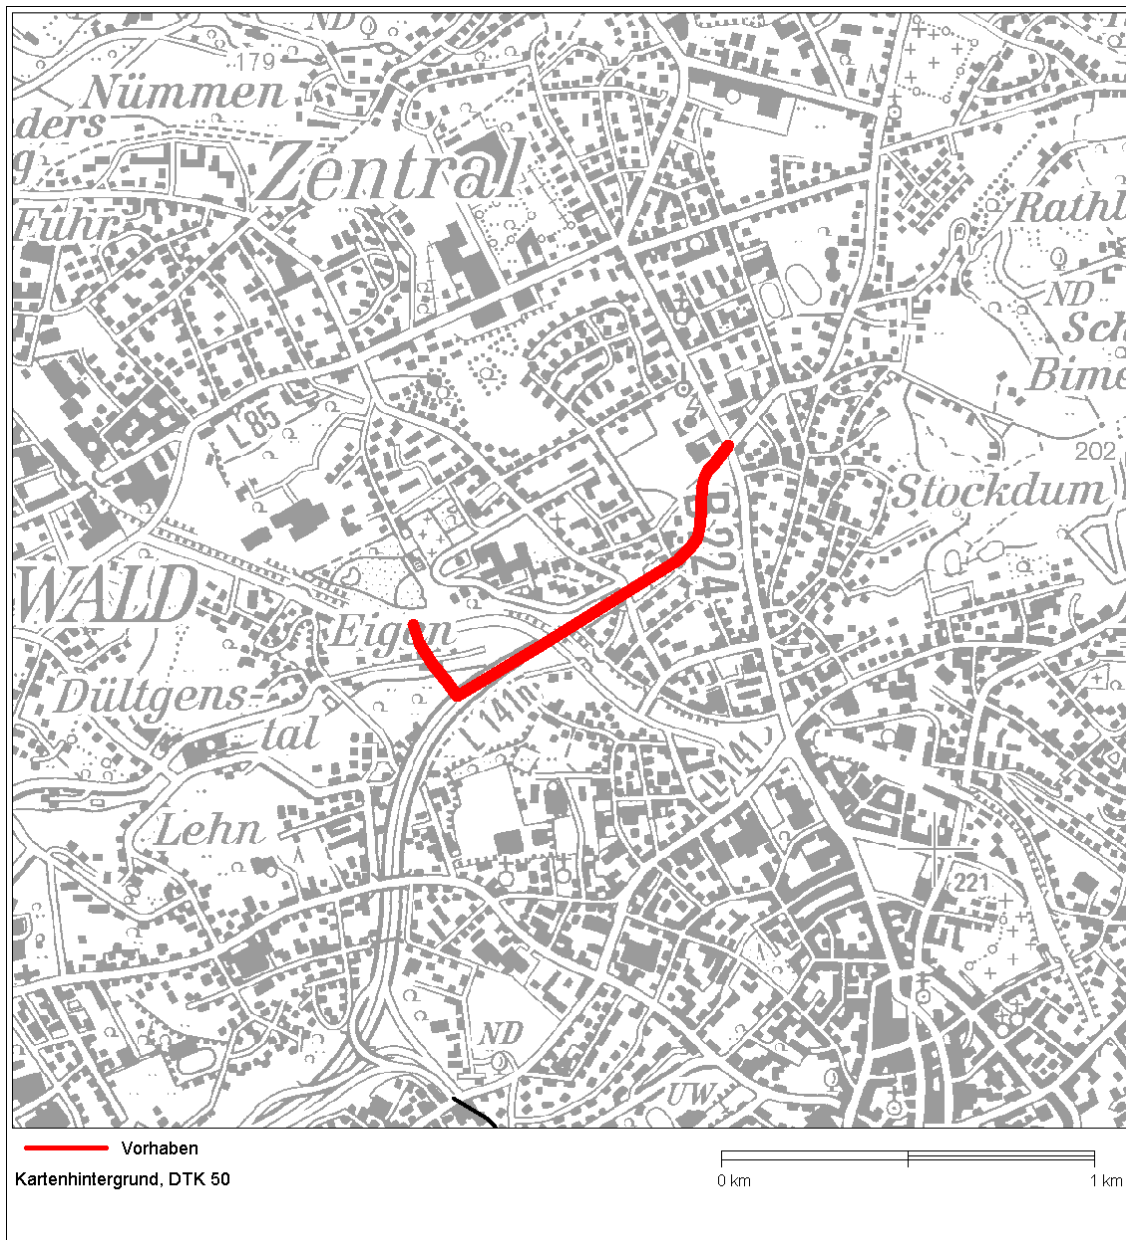 ND
179
Nümmen
ders
g
Zentral
Führ
Rathl
ND
Sch
Bime
L 85
202
Stockdum
B 224
WALD
Eigen
Dültgens-
tal
L 141n
L 141
Lehn
221
ND
UW
Vorhaben
Kartenhintergrund, DTK 50
0 km
1 km